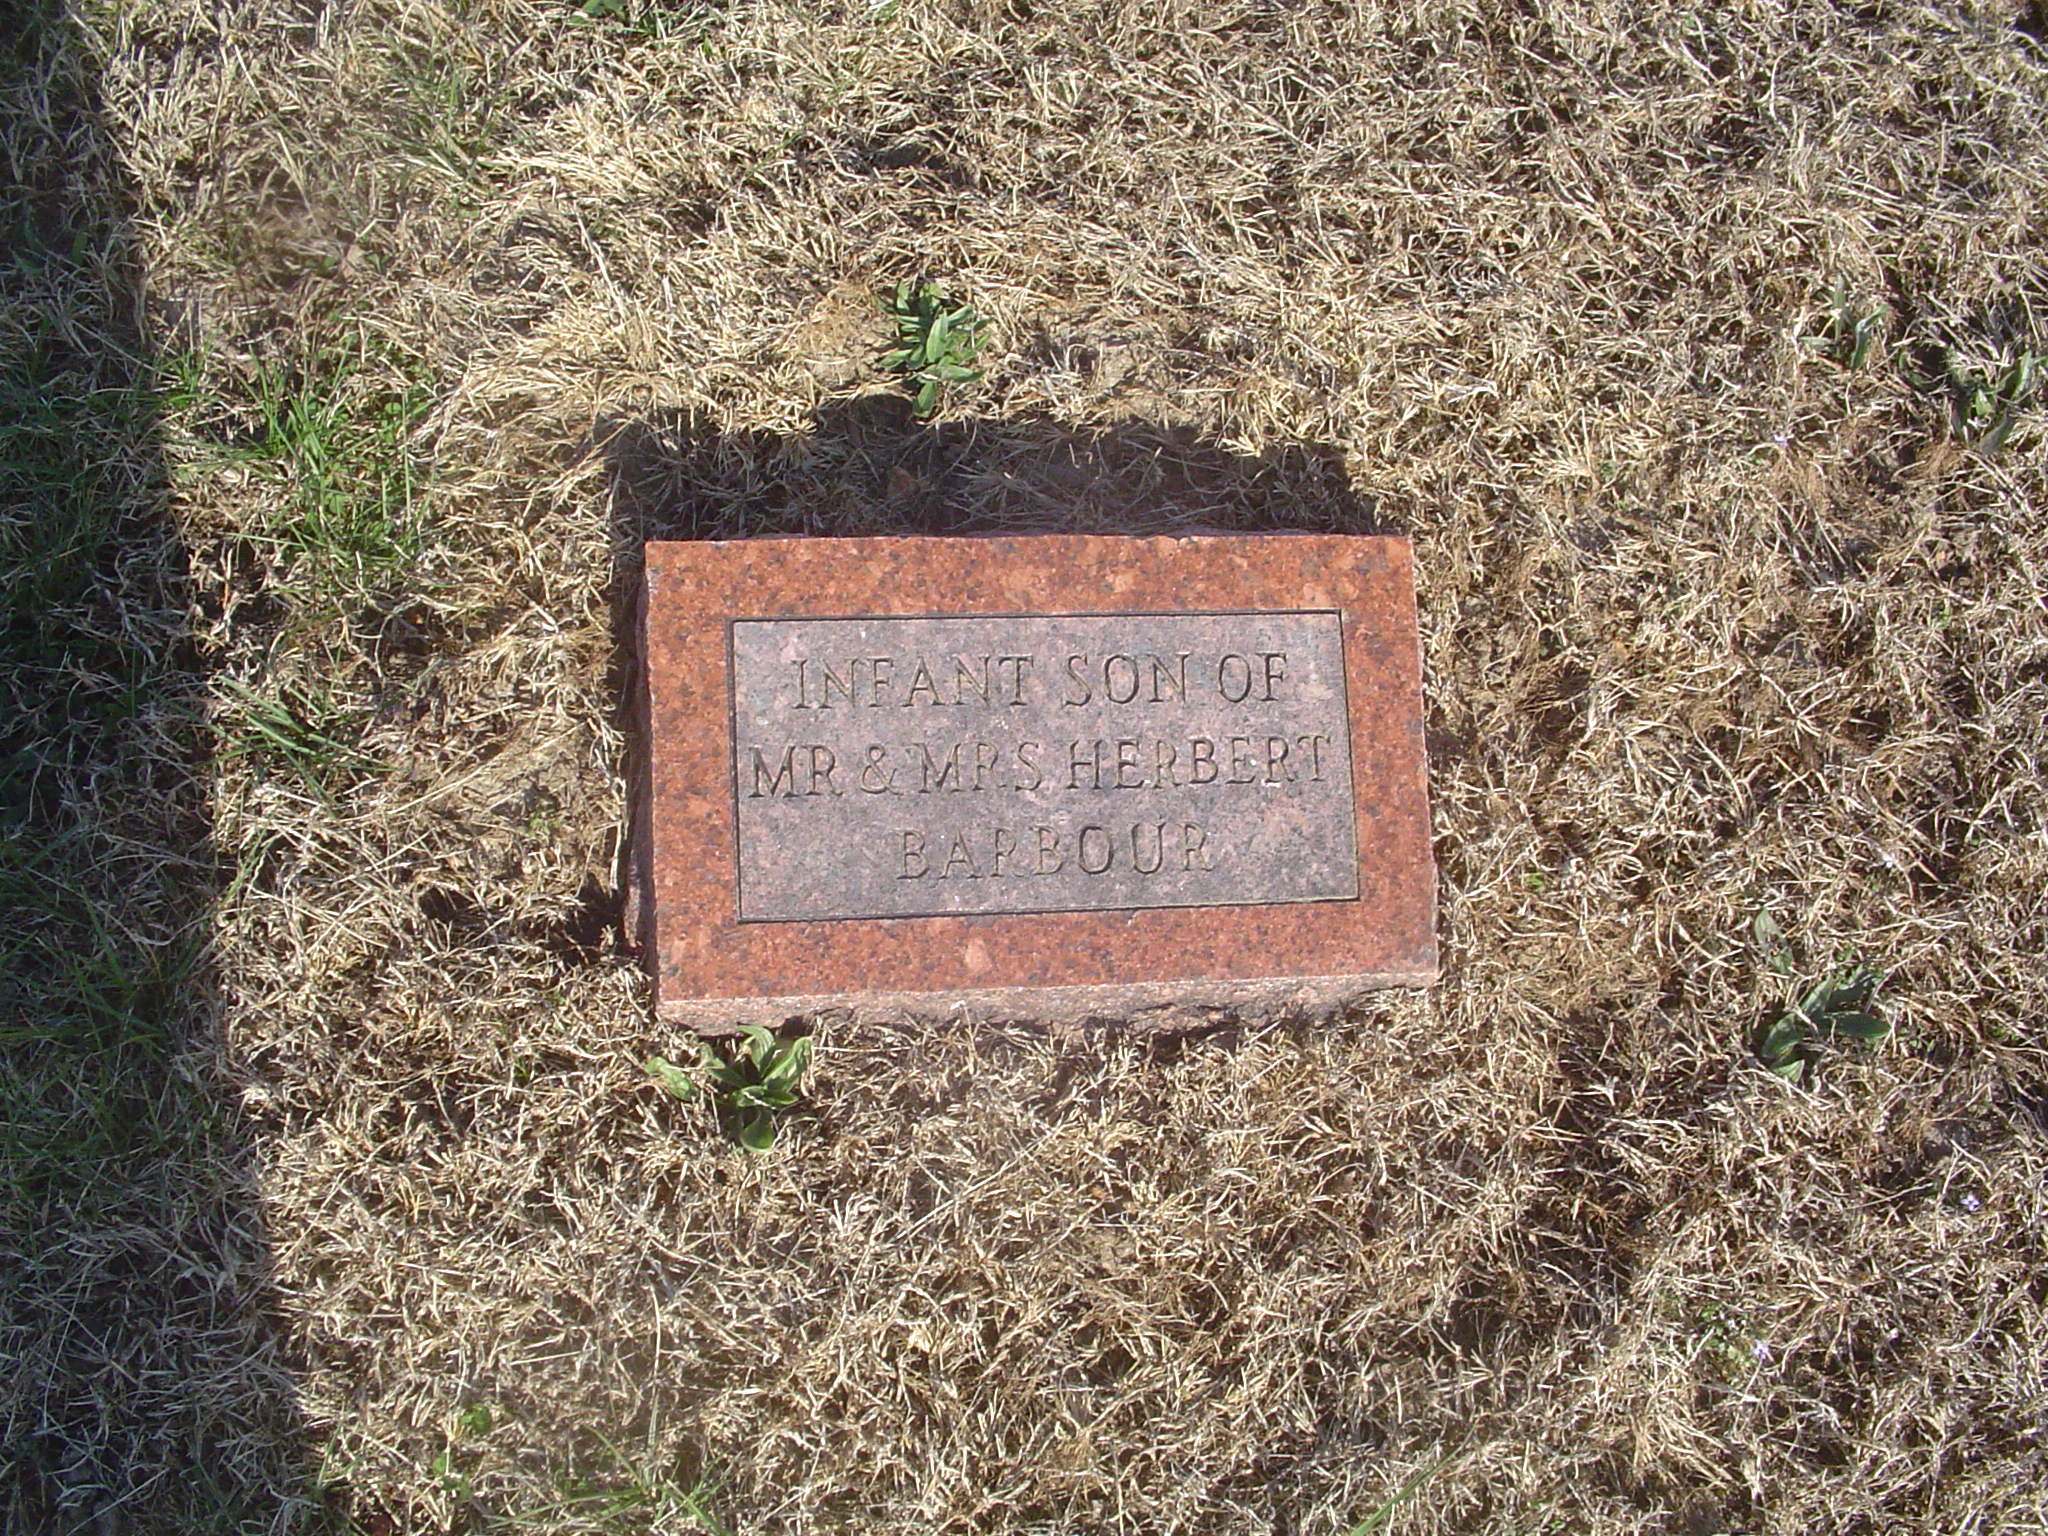 INFANT SON OF
MR & MRS HERBERT
BARBOUR